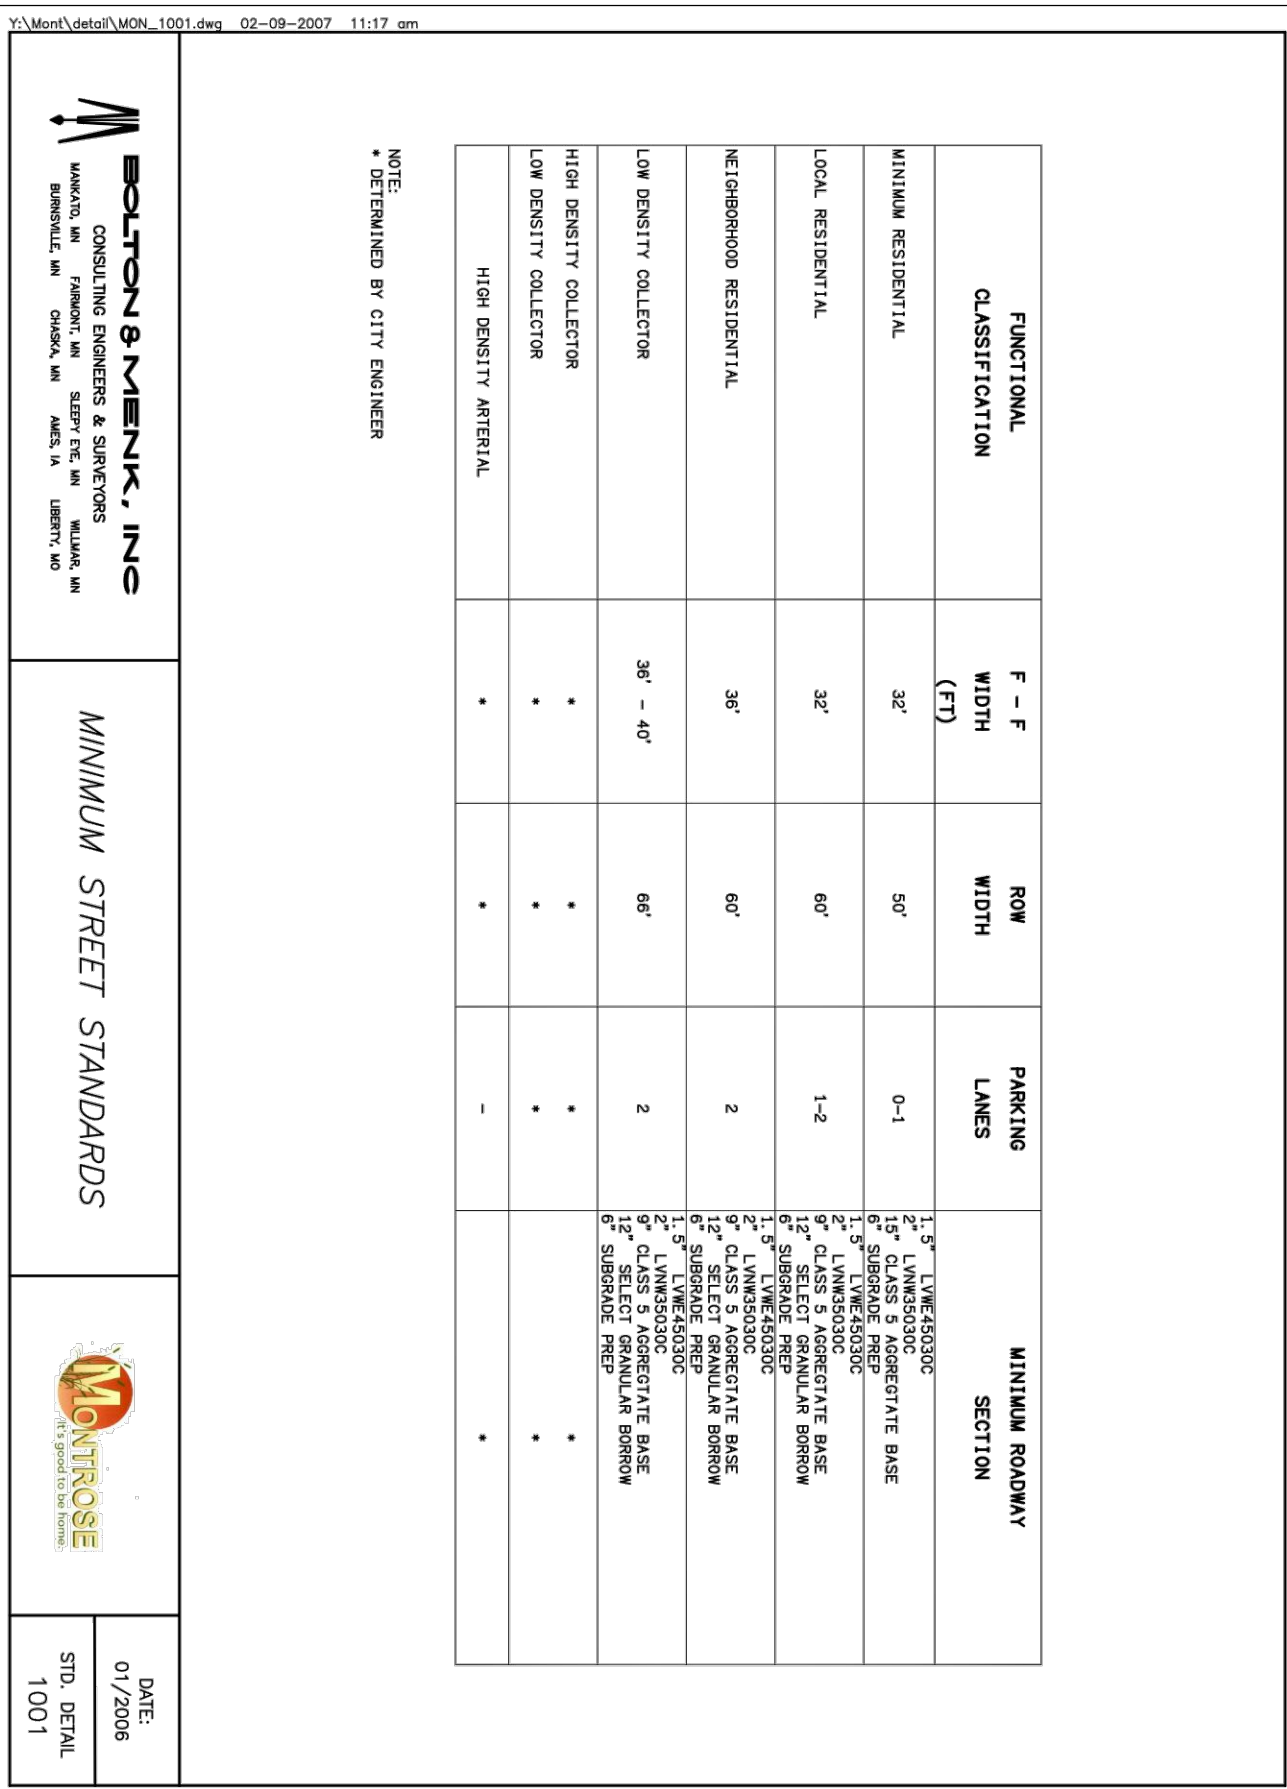 Y:\Mont\detail\MON_1001.dwg 02-09-2007 11:17 am
FUNCTIONAL CLASSIFICATION
F - F WIDTH (FT)
ROW WIDTH
PARKING LANES
MINIMUM ROADWAY SECTION
MINIMUM RESIDENTIAL
32'
50'
0-1
1.5" LVWE45030C
2" LVNW35030C
15" CLASS 5 AGGREGTATE BASE
6" SUBGRADE PREP
LOCAL RESIDENTIAL
32'
60'
1-2
1.5" LVWE45030C
2" LVNW35030C
9" CLASS 5 AGGREGTATE BASE
12" SELECT GRANULAR BORROW
6" SUBGRADE PREP
NEIGHBORHOOD RESIDENTIAL
36'
60'
2
1.5" LVWE45030C
2" LVNW35030C
9" CLASS 5 AGGREGTATE BASE
12" SELECT GRANULAR BORROW
6" SUBGRADE PREP
LOW DENSITY COLLECTOR
36' - 40'
66'
2
1.5" LVWE45030C
2" LVNW35030C
9" CLASS 5 AGGREGTATE BASE
12" SELECT GRANULAR BORROW
6" SUBGRADE PREP
HIGH DENSITY COLLECTOR
* * * *
LOW DENSITY COLLECTOR
* * * *
HIGH DENSITY ARTERIAL
* * - *
NOTE:
* DETERMINED BY CITY ENGINEER
BOLTON & MENK, INC
CONSULTING ENGINEERS & SURVEYORS
MANKATO, MN FAIRMONT, MN SLEEPY EYE, MN WILLMAR, MN
BURNSVILLE, MN CHASKA, MN AMES, IA LIBERTY, MO
MINIMUM STREET STANDARDS
MONTROSE
It's good to be home.
DATE:
01/2006
STD. DETAIL
1001